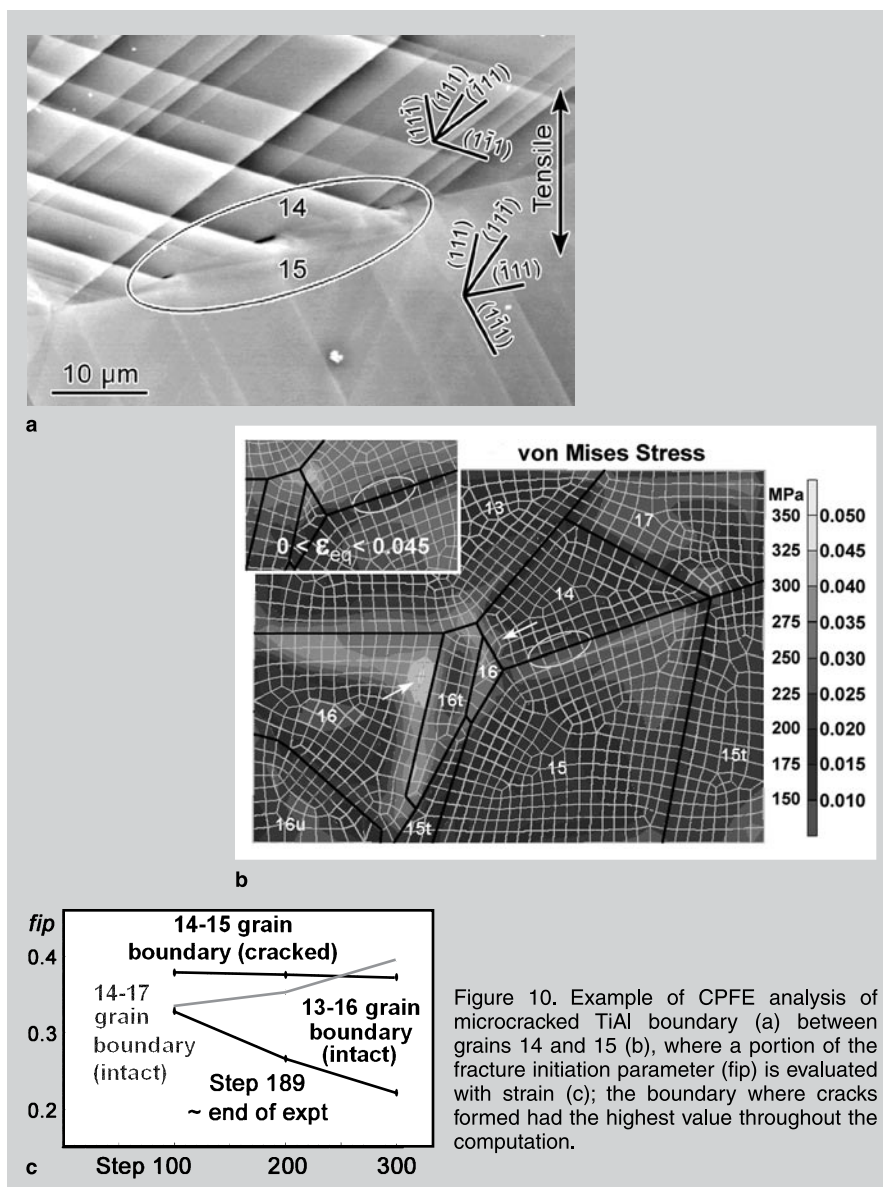 14
15
(111̄)
(111)
(1̄11)
(11̄1)
Tensile
(111)
(111̄)
(1̄11)
(11̄1)
10 µm
a
von Mises Stress
0 < εeq < 0.045
MPa
350 0.050
325 0.045
300 0.040
275 0.035
250 0.030
225 0.025
200 0.020
175 0.015
150 0.010
13
17
14
16
16t
16
15
15t
16u
15t
b
fip
0.4
0.3
0.2
14-15 grain
boundary (cracked)
14-17
grain
boundary
(intact)
13-16 grain
boundary
(intact)
Step 189
~ end of expt
c Step 100 200 300
Figure 10. Example of CPFE analysis of
microcracked TiAl boundary (a) between
grains 14 and 15 (b), where a portion of the
fracture initiation parameter (fip) is evaluated
with strain (c); the boundary where cracks
formed had the highest value throughout the
computation.